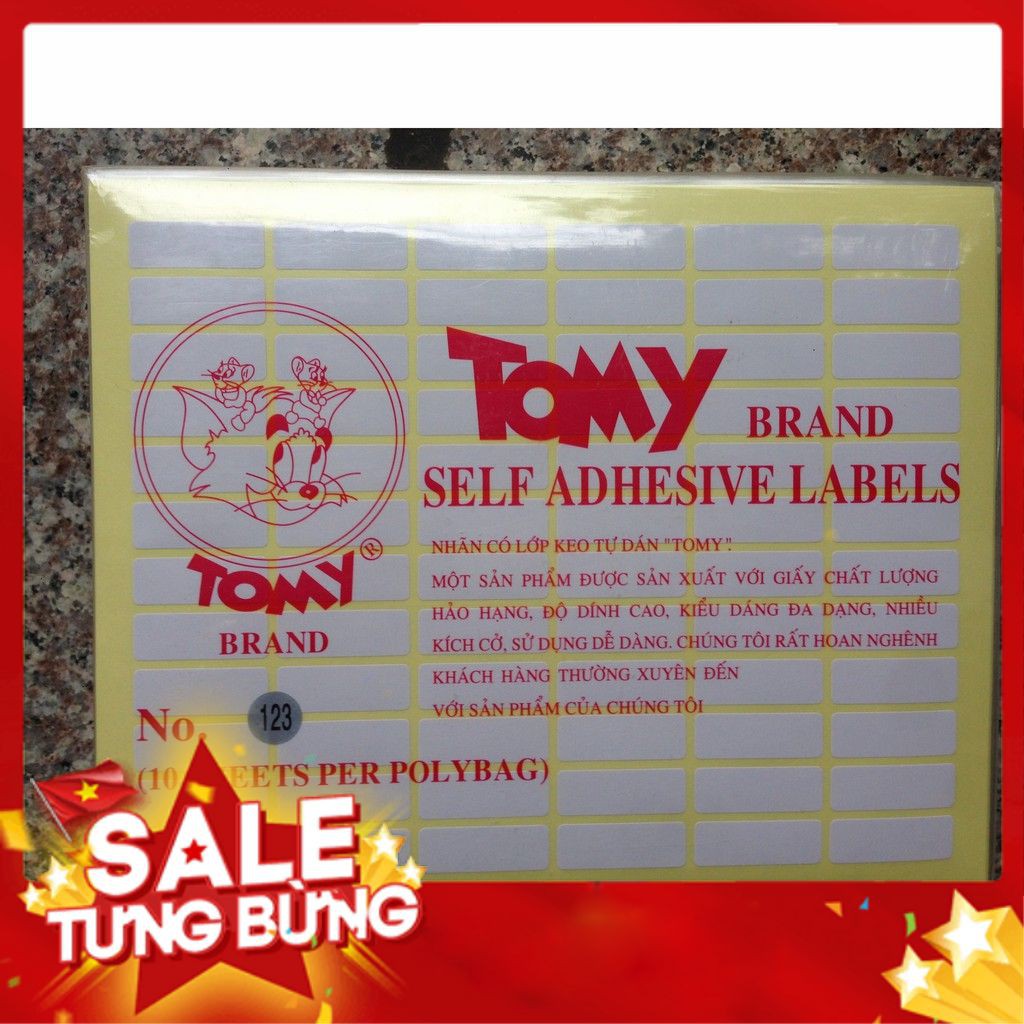 TOMY BRAND
SELF ADHESIVE LABELS
NHÃN CÓ LỚP KEO TỰ DÁN "TOMY".
MỘT SẢN PHẨM ĐƯỢC SẢN XUẤT VỚI GIẤY CHẤT LƯỢNG
HẢO HẠNG, ĐỘ DÍNH CAO, KIỂU DÁNG ĐA DẠNG, NHIỀU
KÍCH CỞ, SỬ DỤNG DỄ DÀNG. CHÚNG TÔI RẤT HOAN NGHÊNH
KHÁCH HÀNG THƯỜNG XUYÊN ĐẾN
VỚI SẢN PHẨM CỦA CHÚNG TÔI
TOMY®
BRAND
No. 123
PER POLYBAG)
SALE
TƯNG BỪNG